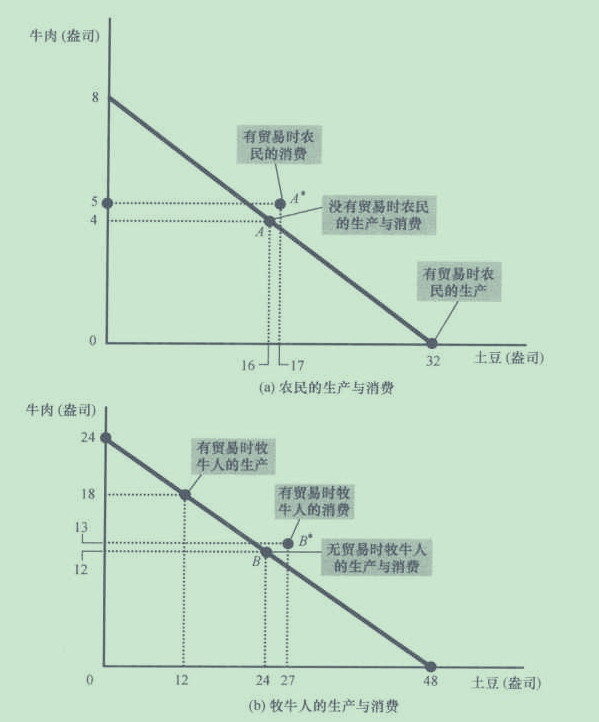 牛肉 (盎司)
8
有贸易时农
民的消费
5
A*
没有贸易时农民
的生产与消费
4
A
有贸易时农
民的生产
0
16
17
32
土豆 (盎司)
(a) 农民的生产与消费
牛肉 (盎司)
24
有贸易时牧
牛人的生产
18
有贸易时牧
牛人的消费
13
B*
无贸易时牧牛人
的生产与消费
12
B
0
12
24
27
48
土豆 (盎司)
(b) 牧牛人的生产与消费